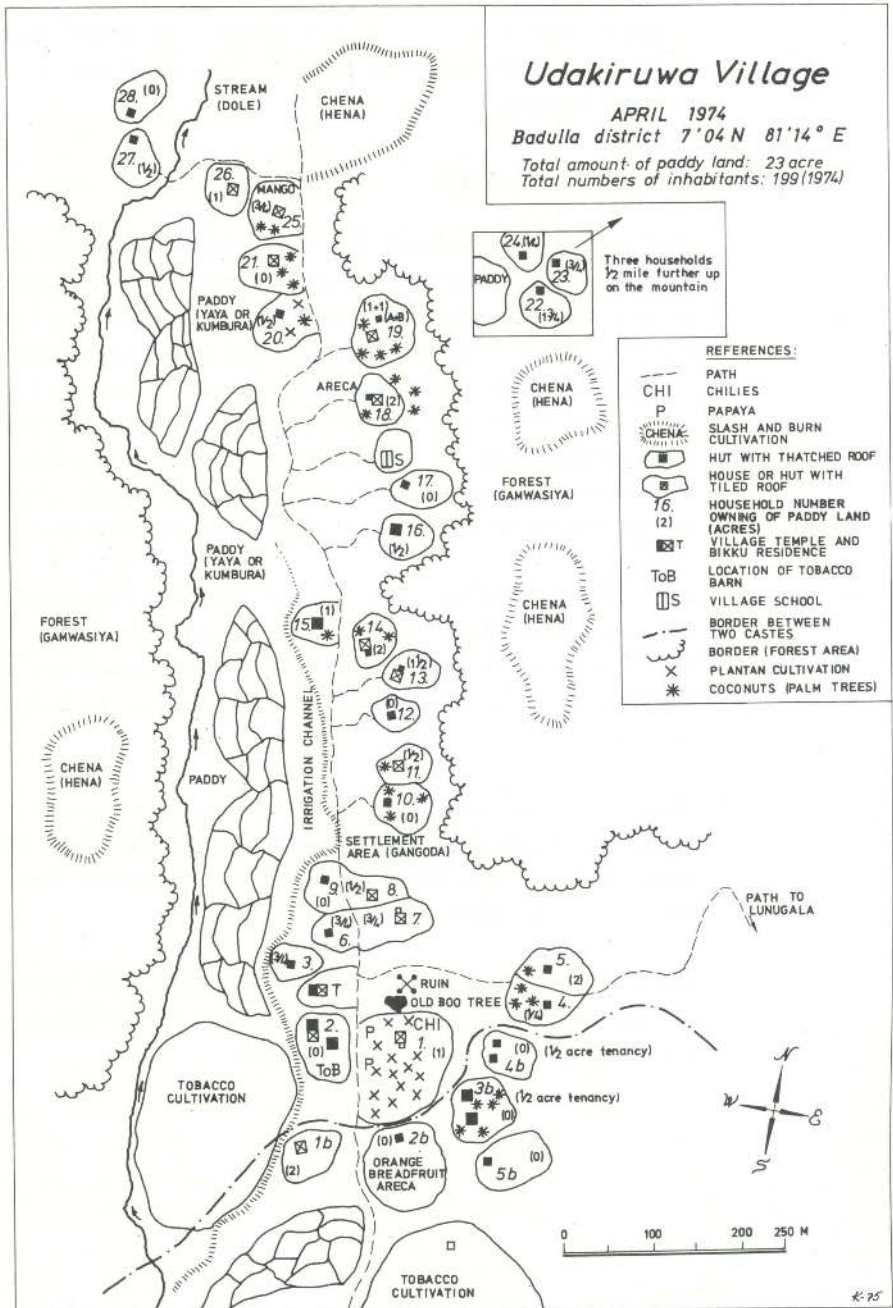 Udakiruwa Village
APRIL 1974
Badulla district 7'04 N 81'14° E
Total amount of paddy land: 23 acre
Total numbers of inhabitants: 199 (1974)
28. (0)
STREAM
(DOLE)
CHENA
(HENA)
27. (1/2)
26.
(1)
MANGO
(3/4)
25.
21.
(0)
PADDY
(YAYA OR
KUMBURA)
(1/2)
20.
(1+1)
(A+B)
19.
ARECA
(2)
18.
S
17.
(0)
16.
(1/2)
24. (1/4)
(3/4)
23.
PADDY
22.
(1 3/4)
Three households
1/2 mile further up
on the mountain
CHENA
(HENA)
FOREST
(GAMWASIYA)
CHENA
(HENA)
REFERENCES:
PATH
CHI CHILIES
P PAPAYA
CHENA SLASH AND BURN
CULTIVATION
HUT WITH THATCHED ROOF
HOUSE OR HUT WITH
TILED ROOF
16. HOUSEHOLD NUMBER
(2) OWNING OF PADDY LAND
(ACRES)
T VILLAGE TEMPLE AND
BIKKU RESIDENCE
ToB LOCATION OF TOBACCO
BARN
S VILLAGE SCHOOL
BORDER BETWEEN
TWO CASTES
BORDER (FOREST AREA)
PLANTAN CULTIVATION
COCONUTS (PALM TREES)
PADDY
(YAYA OR
KUMBURA)
FOREST
(GAMWASIYA)
(1)
15.
14.
(2)
(1 1/2)
13.
(0)
12.
(1/2)
11.
10.
(0)
IRRIGATION CHANNEL
CHENA
(HENA)
PADDY
SETTLEMENT
AREA (GANGODA)
9. (1/2) 8.
(0)
(3/4) (3/4) 7.
6.
(3/4)
3.
PATH TO
LUNUGALA
RUIN
OLD BOO TREE
T
5.
(2)
4.
(1/4)
2.
(0)
ToB
P CHI
1.
(1)
P
(0)
4b
(1/2 acre tenancy)
3b
(0)
(1/2 acre tenancy)
TOBACCO
CULTIVATION
1b
(2)
(0) 2b
ORANGE
BREADFRUIT
ARECA
(0)
5b
N
W
E
S
0 100 200 250 M
TOBACCO
CULTIVATION
K-75